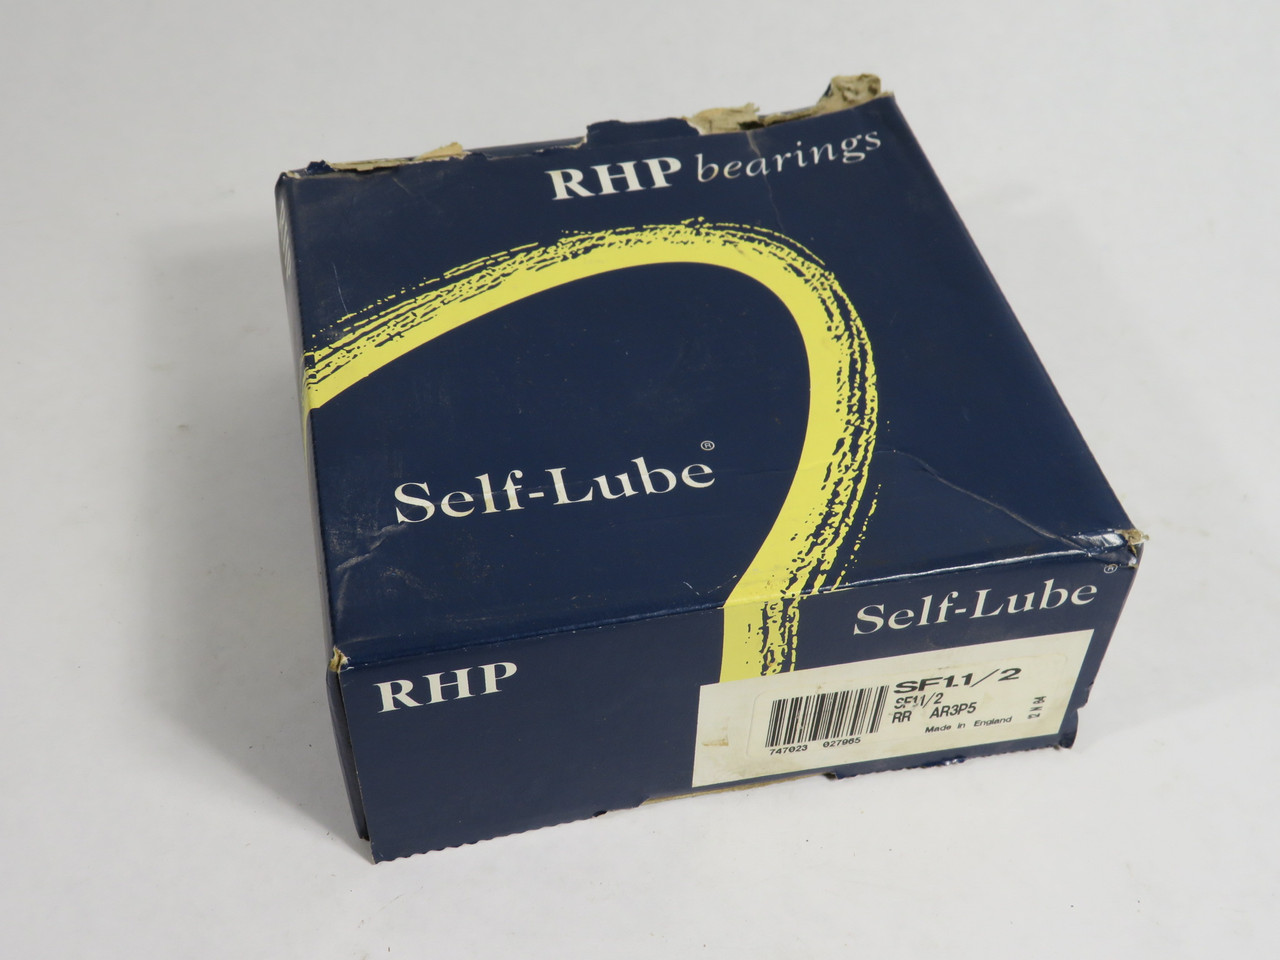 RHP bearings
Self-Lube®
Self-Lube®
RHP
SF1.1/2
SF1.1/2
RR AR3P5
Made in England
747023 027965